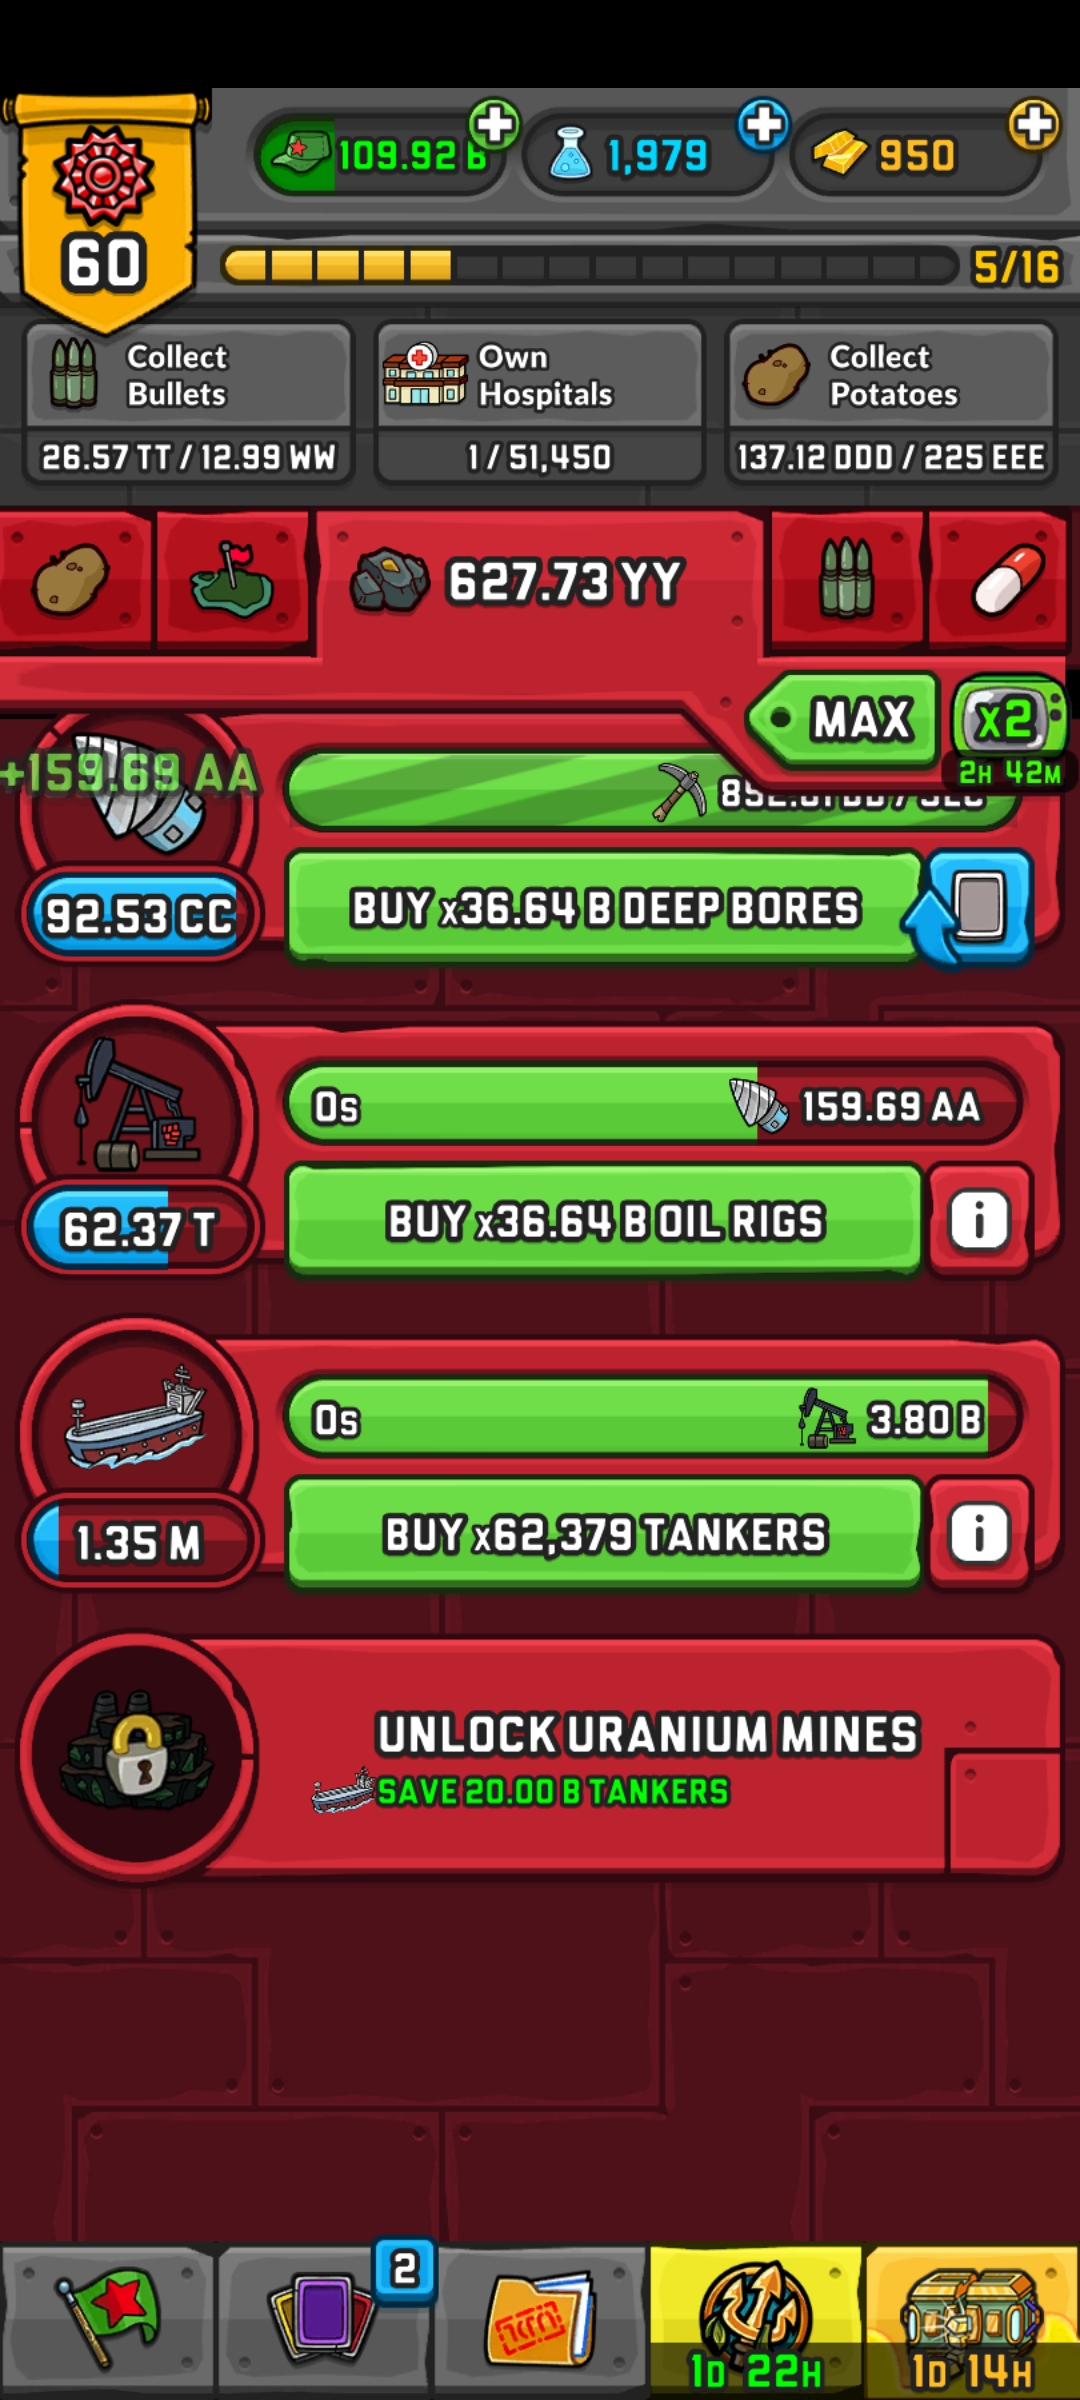 109.92 B
1,979
950
60
5/16
Collect
Bullets
26.57 TT / 12.99 WW
Own
Hospitals
1 / 51,450
Collect
Potatoes
137.12 DDD / 225 EEE
627.73 YY
MAX
x2
2H 42M
+159.69 AA
92.53 CC
BUY x36.64 B DEEP BORES
0s
159.69 AA
62.37 T
BUY x36.64 B OIL RIGS
i
0s
3.80 B
1.35 M
BUY x62,379 TANKERS
i
UNLOCK URANIUM MINES
SAVE 20.00 B TANKERS
2
1D 22H
1D 14H